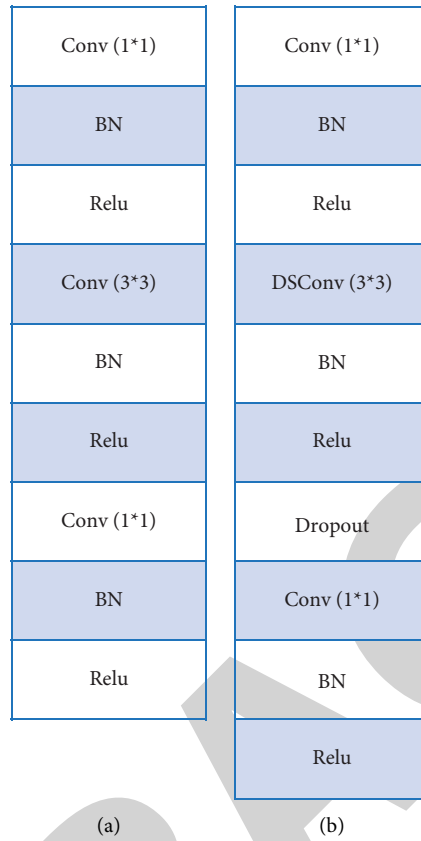 Conv (1*1)
BN
Relu
Conv (3*3)
BN
Relu
Conv (1*1)
BN
Relu
(a)
Conv (1*1)
BN
Relu
DSConv (3*3)
BN
Relu
Dropout
Conv (1*1)
BN
Relu
(b)